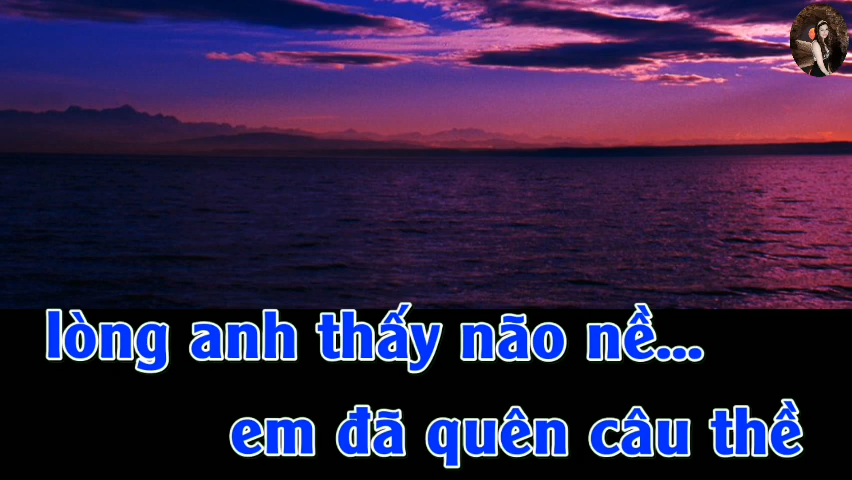 lòng anh thấy não nề...
em đã quên câu thề